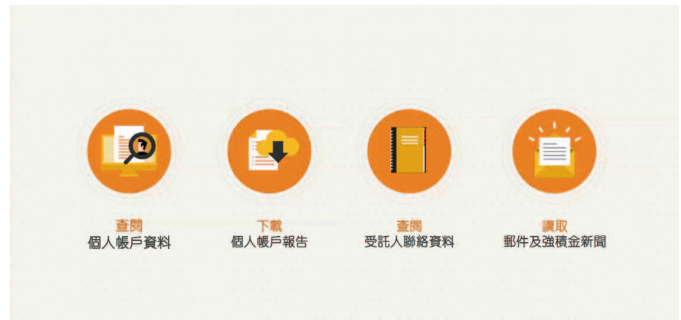 查閱
個人帳戶資料
下載
個人帳戶報告
查閱
受託人聯絡資料
讀取
郵件及強積金新聞